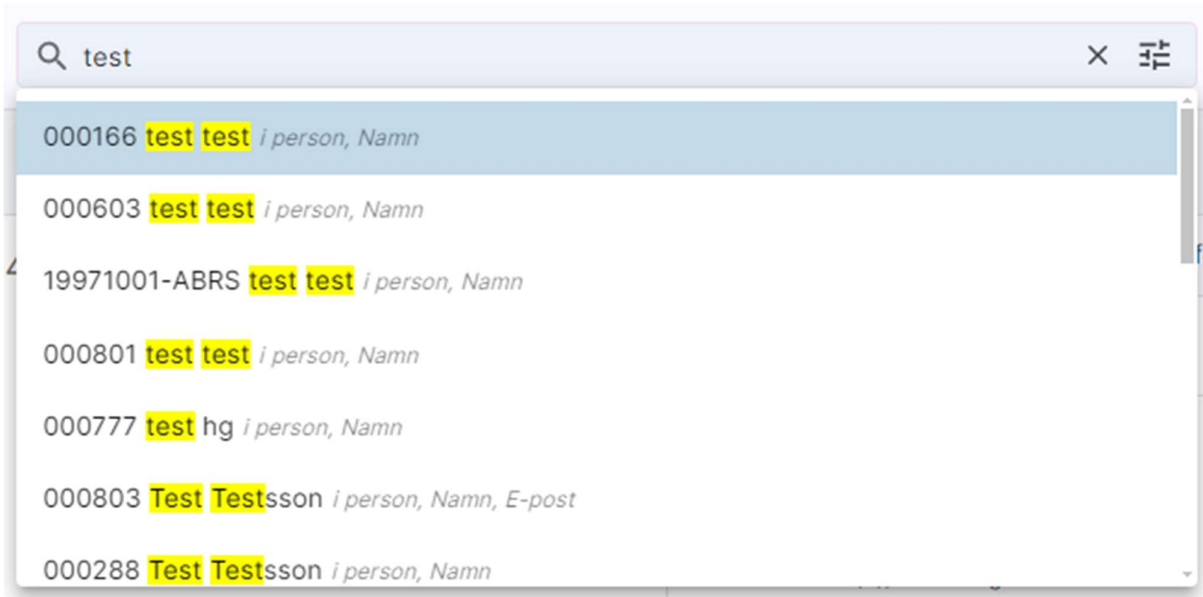 test
000166 test test i person, Namn
000603 test test i person, Namn
19971001-ABRS test test i person, Namn
000801 test test i person, Namn
000777 test hg i person, Namn
000803 Test Testsson i person, Namn, E-post
000288 Test Testsson i person, Namn